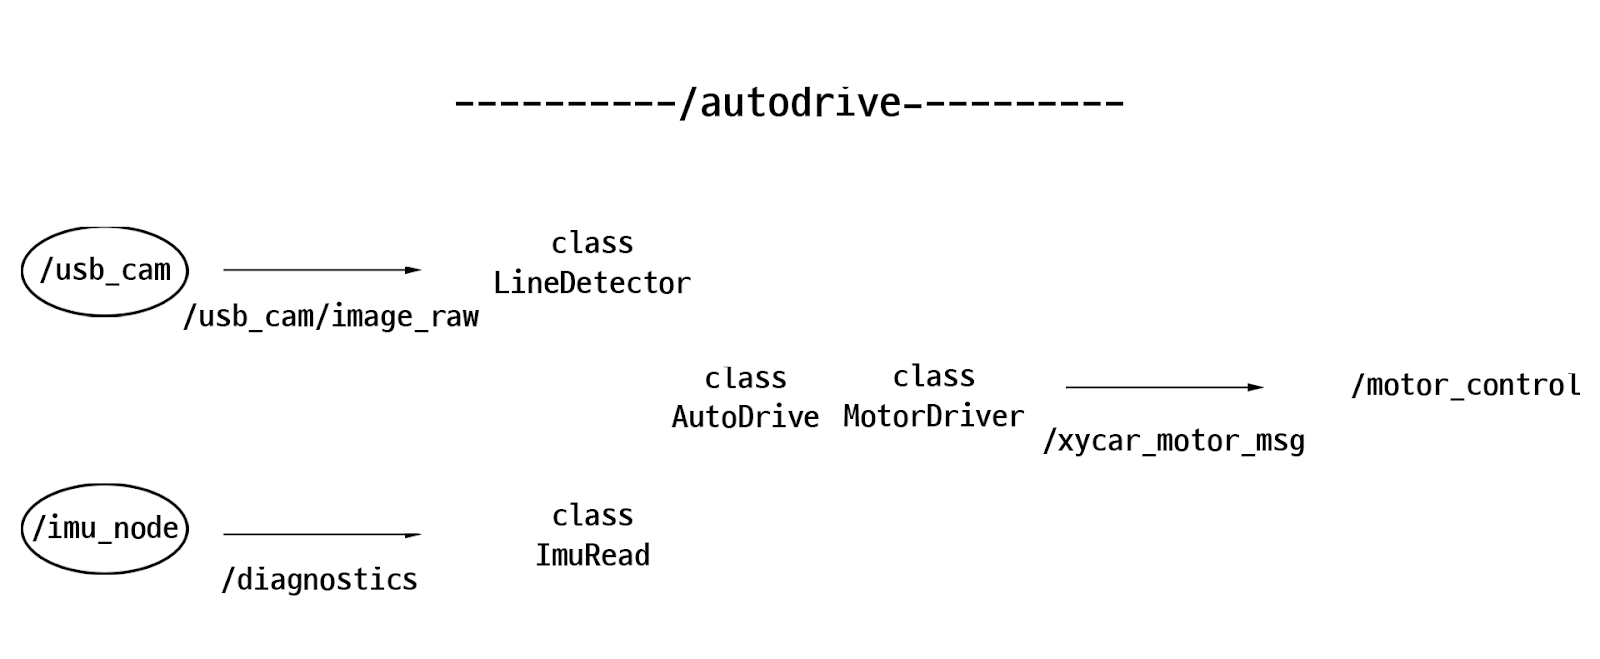 ----------/autodrive----------
/usb_cam
/usb_cam/image_raw
class
LineDetector
class
AutoDrive
class
MotorDriver
/xycar_motor_msg
/motor_control
/imu_node
/diagnostics
class
ImuRead